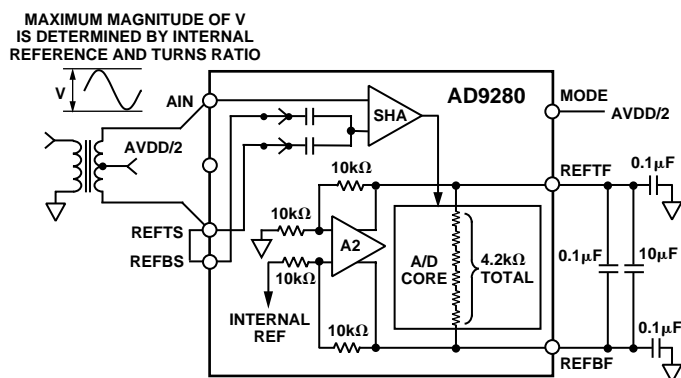 MAXIMUM MAGNITUDE OF V
IS DETERMINED BY INTERNAL
REFERENCE AND TURNS RATIO
V
AIN
AVDD/2
REFTS
REFBS
SHA
AD9280
MODE
AVDD/2
10kΩ
10kΩ
A2
10kΩ
10kΩ
INTERNAL
REF
A/D
CORE
4.2kΩ
TOTAL
REFTF
0.1µF
0.1µF
10µF
0.1µF
REFBF